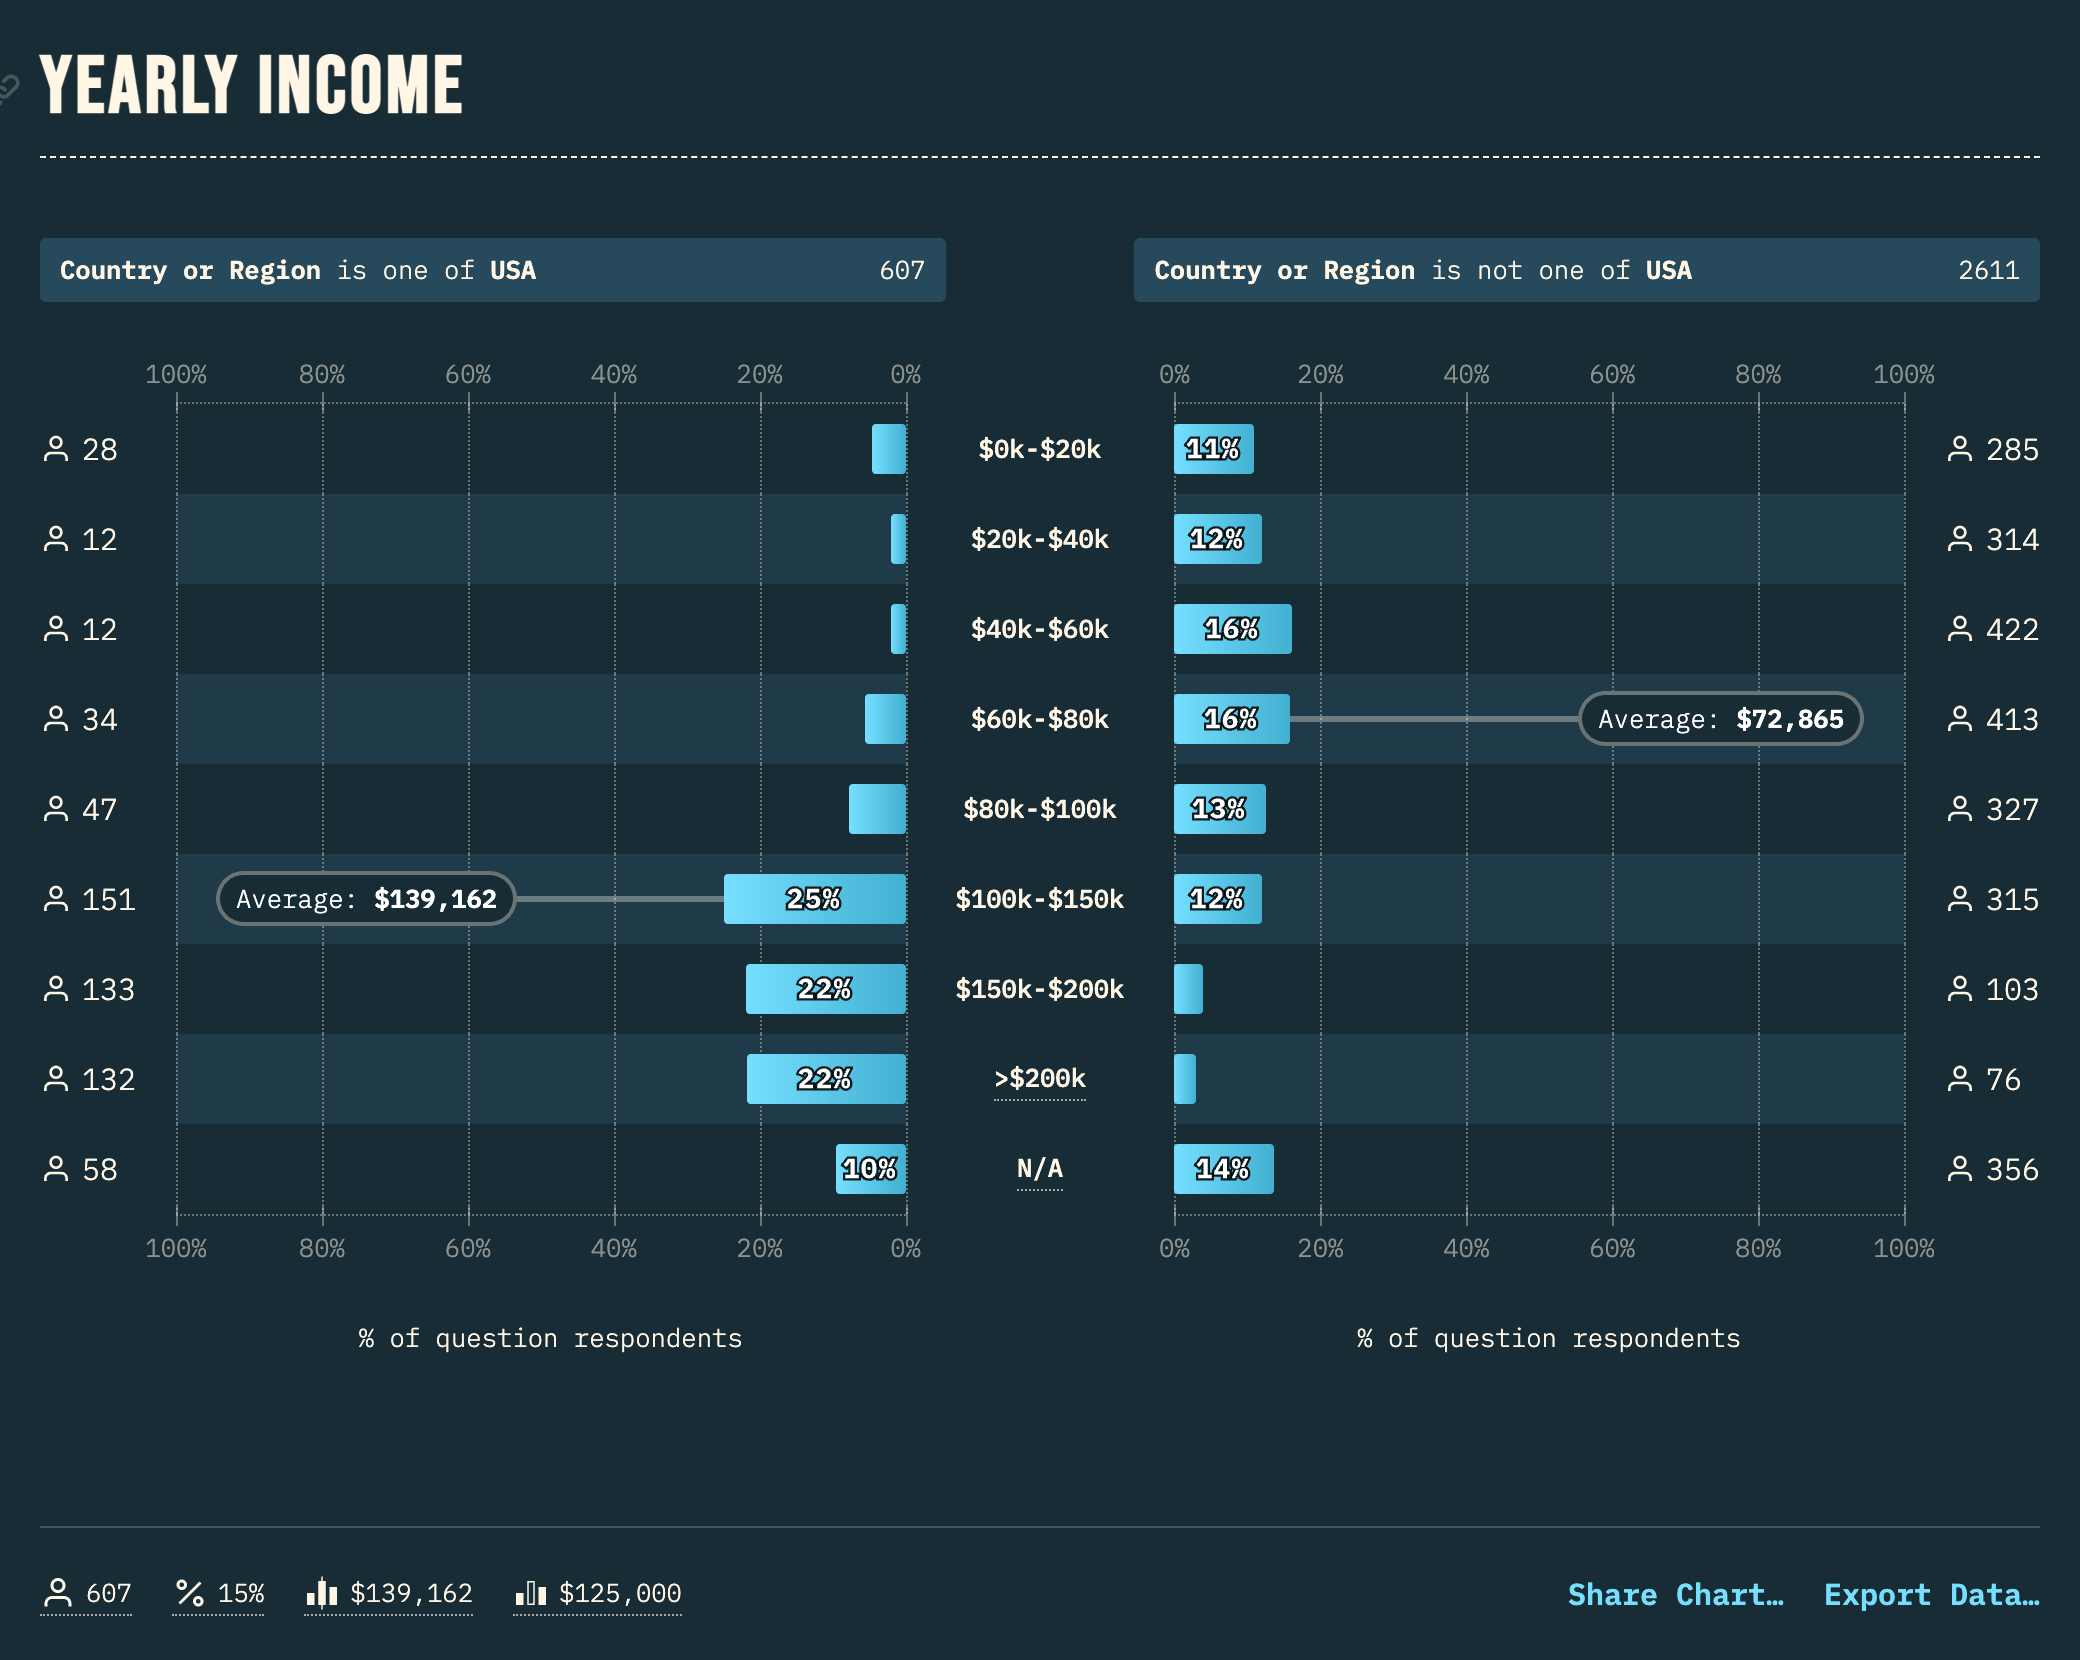 YEARLY INCOME
Country or Region is one of USA 607
Country or Region is not one of USA 2611
100% 80% 60% 40% 20% 0% 0% 20% 40% 60% 80% 100%
28 $0k-$20k 11% 285
12 $20k-$40k 12% 314
12 $40k-$60k 16% 422
34 $60k-$80k 16% Average: $72,865 413
47 $80k-$100k 13% 327
151 Average: $139,162 25% $100k-$150k 12% 315
133 22% $150k-$200k 103
132 22% >$200k 76
58 10% N/A 14% 356
100% 80% 60% 40% 20% 0% 0% 20% 40% 60% 80% 100%
% of question respondents % of question respondents
607 15% $139,162 $125,000 Share Chart… Export Data…